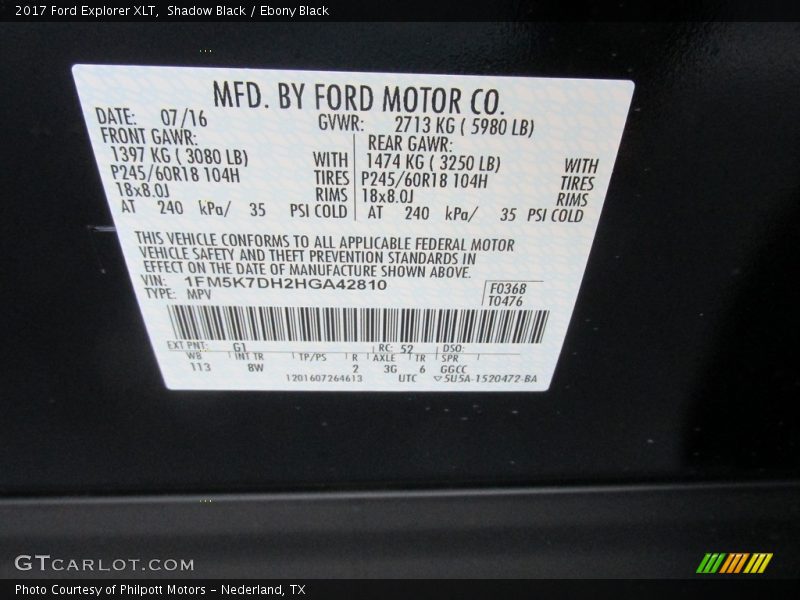 2017 Ford Explorer XLT, Shadow Black / Ebony Black
MFD. BY FORD MOTOR CO.
DATE: 07/16 GVWR: 2713 KG ( 5980 LB)
FRONT GAWR: REAR GAWR:
1397 KG ( 3080 LB) WITH 1474 KG ( 3250 LB) WITH
P245/60R18 104H TIRES P245/60R18 104H TIRES
18x8.0J RIMS 18x8.0J RIMS
AT 240 kPa/ 35 PSI COLD AT 240 kPa/ 35 PSI COLD
THIS VEHICLE CONFORMS TO ALL APPLICABLE FEDERAL MOTOR
VEHICLE SAFETY AND THEFT PREVENTION STANDARDS IN
EFFECT ON THE DATE OF MANUFACTURE SHOWN ABOVE.
VIN: 1FM5K7DH2HGA42810 F0368
TYPE: MPV T0476
EXT PNT: G1 RC: 52 DSO:
WB INT TR TP/PS R AXLE TR SPR
113 8W 2 3G 6 GGCC
1201607264613 UTC 5U5A-1520472-BA
GTCARLOT.COM
Photo Courtesy of Philpott Motors - Nederland, TX